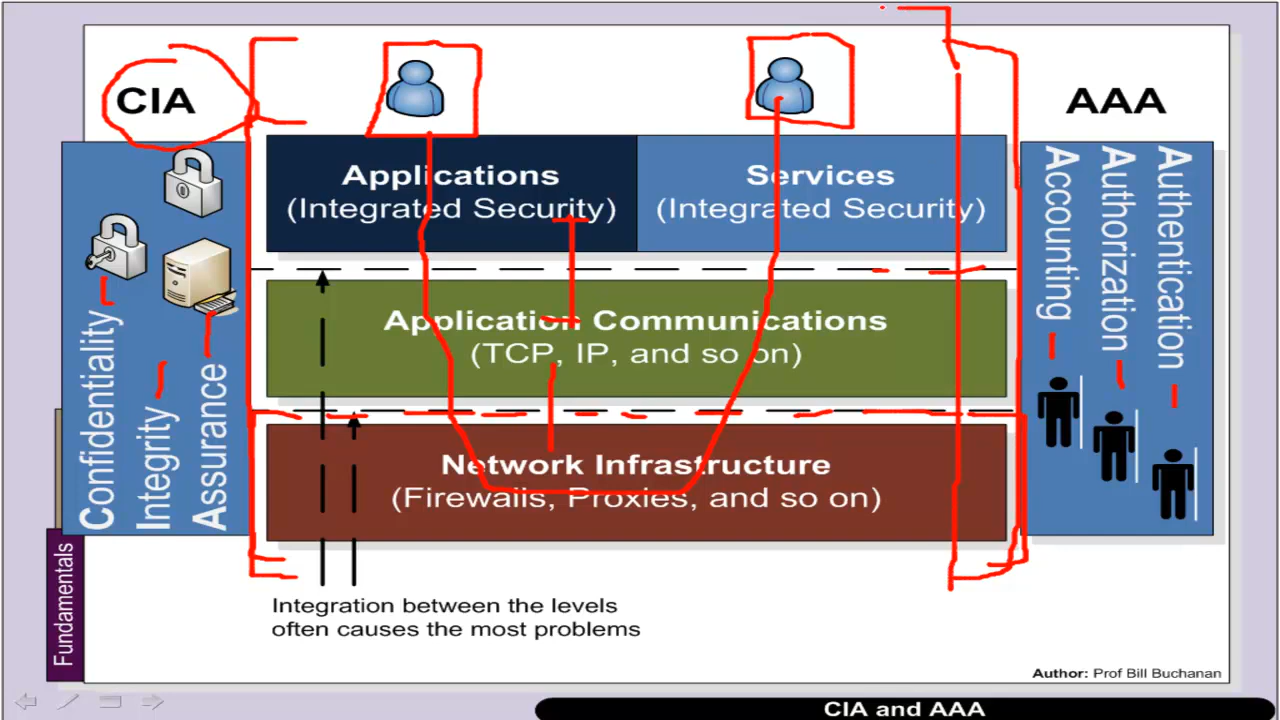 CIA
AAA
Applications
(Integrated Security)
Services
(Integrated Security)
Application Communications
(TCP, IP, and so on)
Network Infrastructure
(Firewalls, Proxies, and so on)
Confidentiality
Integrity
Assurance
Accounting
Authorization
Authentication
Integration between the levels
often causes the most problems
Fundamentals
Author: Prof Bill Buchanan
CIA and AAA